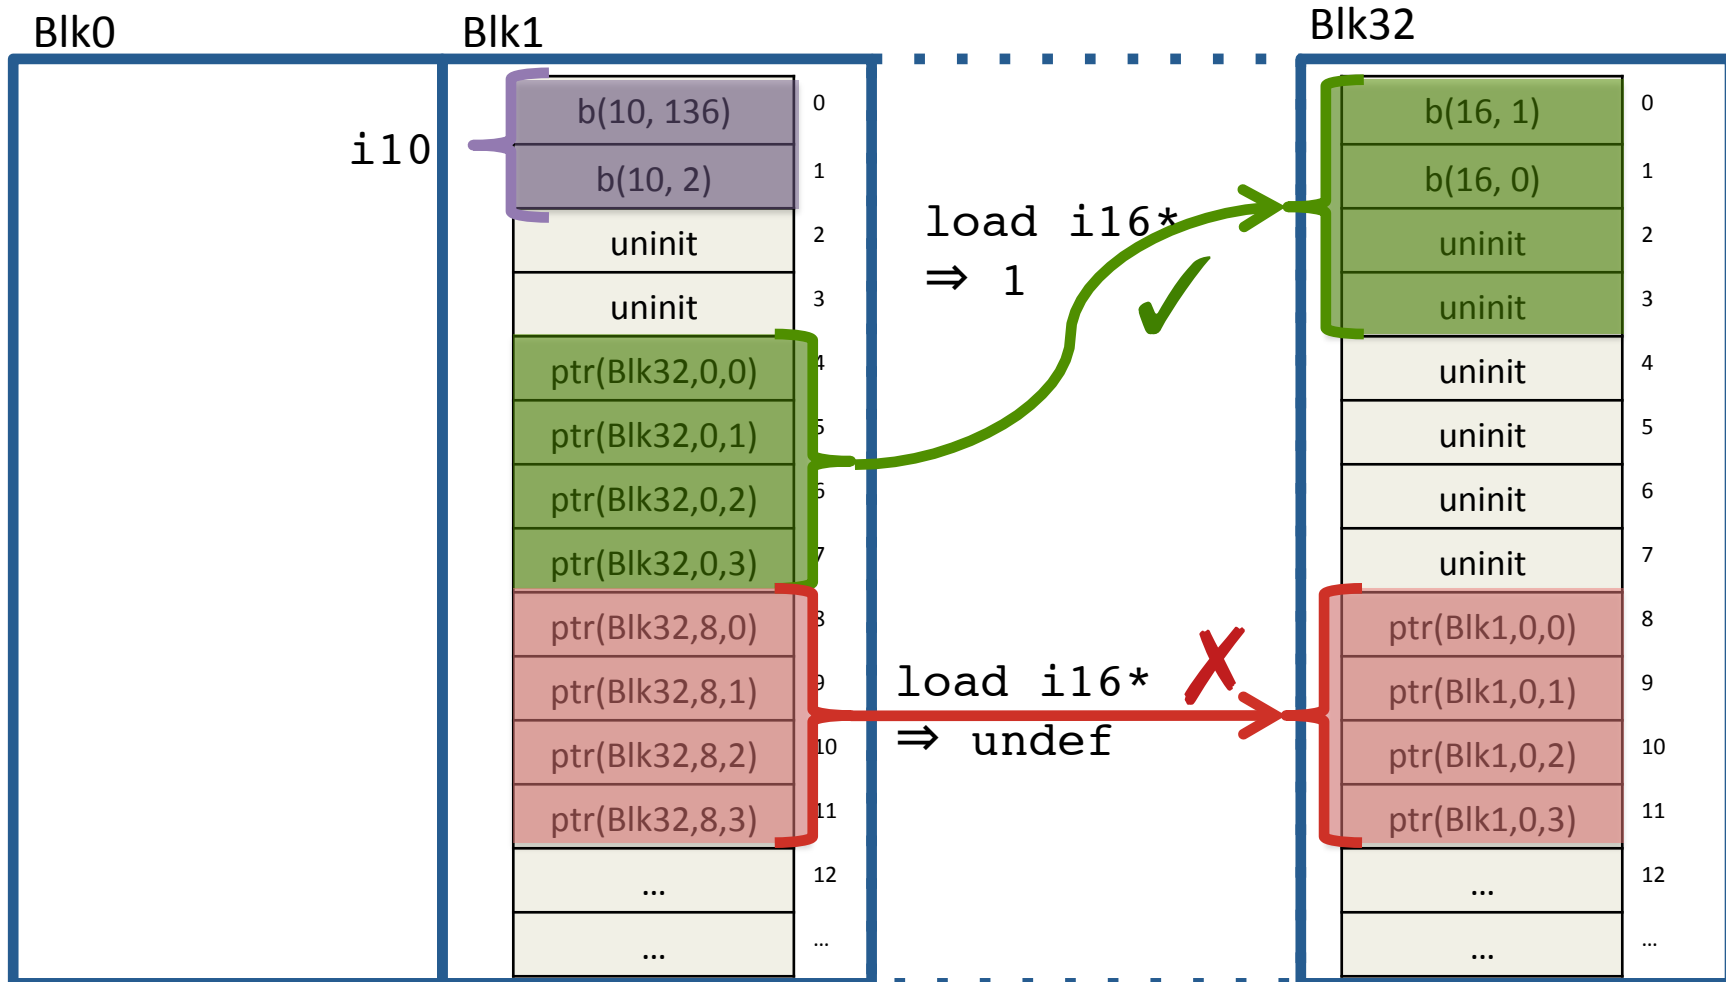 Blk0
Blk1
Blk32
i10
b(10, 136) 0
b(10, 2) 1
uninit 2
uninit 3
ptr(Blk32,0,0) 4
ptr(Blk32,0,1) 5
ptr(Blk32,0,2) 6
ptr(Blk32,0,3) 7
ptr(Blk32,8,0) 8
ptr(Blk32,8,1) 9
ptr(Blk32,8,2) 10
ptr(Blk32,8,3) 11
... 12
... ...
load i16*
⇒ 1
✓
load i16* ✗
⇒ undef
b(16, 1) 0
b(16, 0) 1
uninit 2
uninit 3
uninit 4
uninit 5
uninit 6
uninit 7
ptr(Blk1,0,0) 8
ptr(Blk1,0,1) 9
ptr(Blk1,0,2) 10
ptr(Blk1,0,3) 11
... 12
... ...